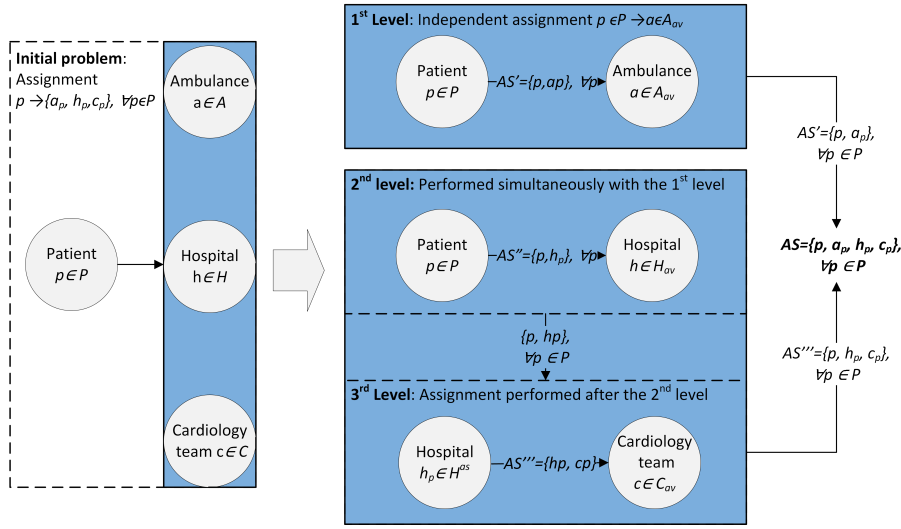 Initial problem:
Assignment
p →{aₚ, hₚ,cₚ}, ∀pϵP
Ambulance
a∈A
Patient
p∈P
Hospital
h∈H
Cardiology
team c∈C
1ˢᵗ Level: Independent assignment p ϵP →aϵAₐᵥ
Patient
p∈P
AS'={p,ap}, ∀p
Ambulance
a∈Aₐᵥ
2ⁿᵈ level: Performed simultaneously with the 1ˢᵗ level
Patient
p∈P
AS''={p,hₚ}, ∀p
Hospital
h∈Hₐᵥ
{p, hp},
∀p ∈ P
3ʳᵈ Level: Assignment performed after the 2ⁿᵈ level
Hospital
hₚ∈Hᵃˢ
AS'''={hp, cp}
Cardiology
team
c∈Cₐᵥ
AS'={p, aₚ},
∀p ∈ P
AS={p, aₚ, hₚ, cₚ},
∀p ∈ P
AS'''={p, hₚ, cₚ},
∀p ∈ P